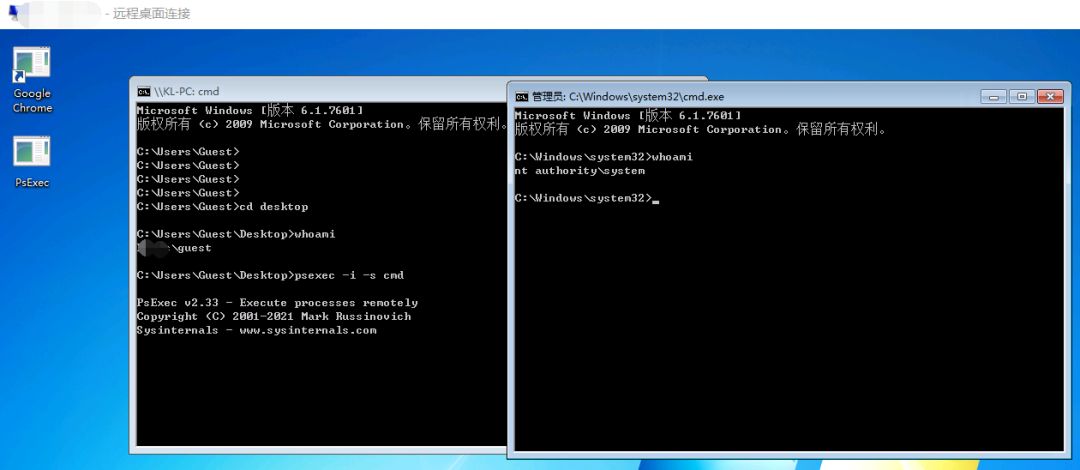 - 远程桌面连接
Google
Chrome
PsExec
\\KL-PC: cmd
Microsoft Windows [版本 6.1.7601]
版权所有 (c) 2009 Microsoft Corporation。保留所有权利。
C:\Users\Guest>
C:\Users\Guest>
C:\Users\Guest>
C:\Users\Guest>
C:\Users\Guest>cd desktop
C:\Users\Guest\Desktop>whoami
\guest
C:\Users\Guest\Desktop>psexec -i -s cmd
PsExec v2.33 - Execute processes remotely
Copyright (C) 2001-2021 Mark Russinovich
Sysinternals - www.sysinternals.com
管理员: C:\Windows\system32\cmd.exe
Microsoft Windows [版本 6.1.7601]
版权所有 (c) 2009 Microsoft Corporation。保留所有权利。
C:\Windows\system32>whoami
nt authority\system
C:\Windows\system32>